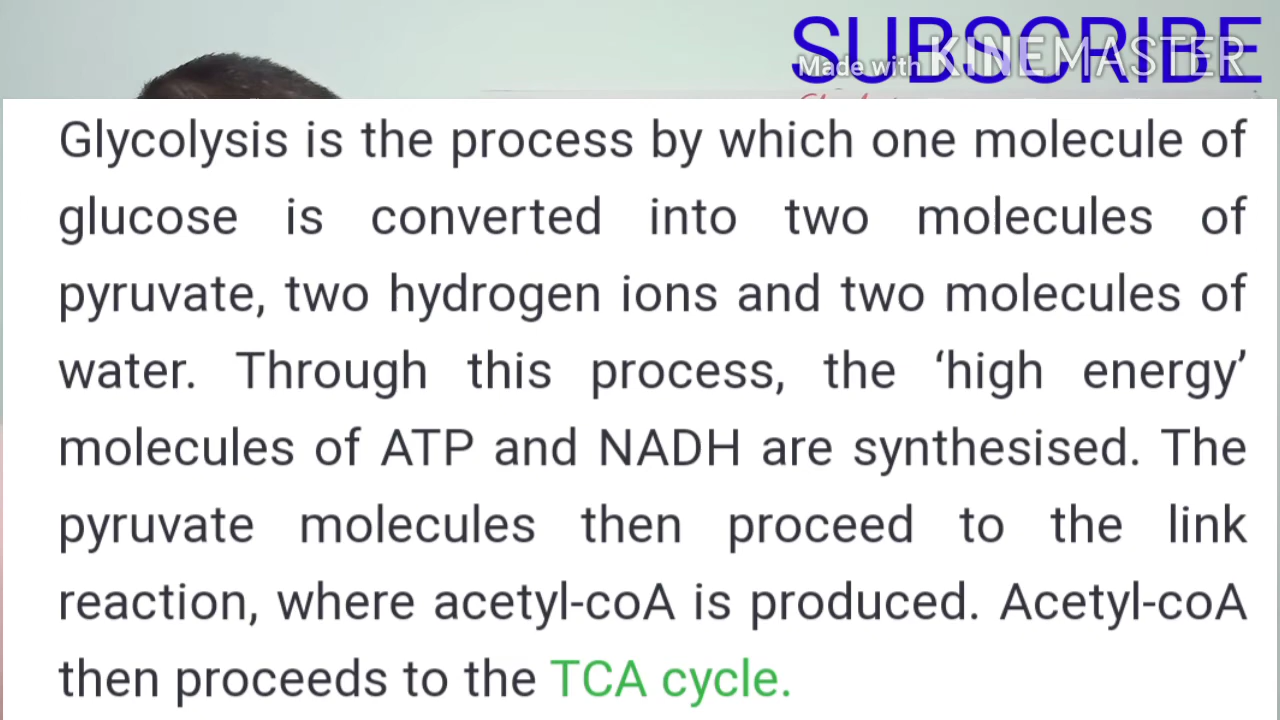 SUBSCRIBE
Made with KINEMASTER
Glycolysis is the process by which one molecule of
glucose is converted into two molecules of
pyruvate, two hydrogen ions and two molecules of
water. Through this process, the ‘high energy’
molecules of ATP and NADH are synthesised. The
pyruvate molecules then proceed to the link
reaction, where acetyl-coA is produced. Acetyl-coA
then proceeds to the TCA cycle.